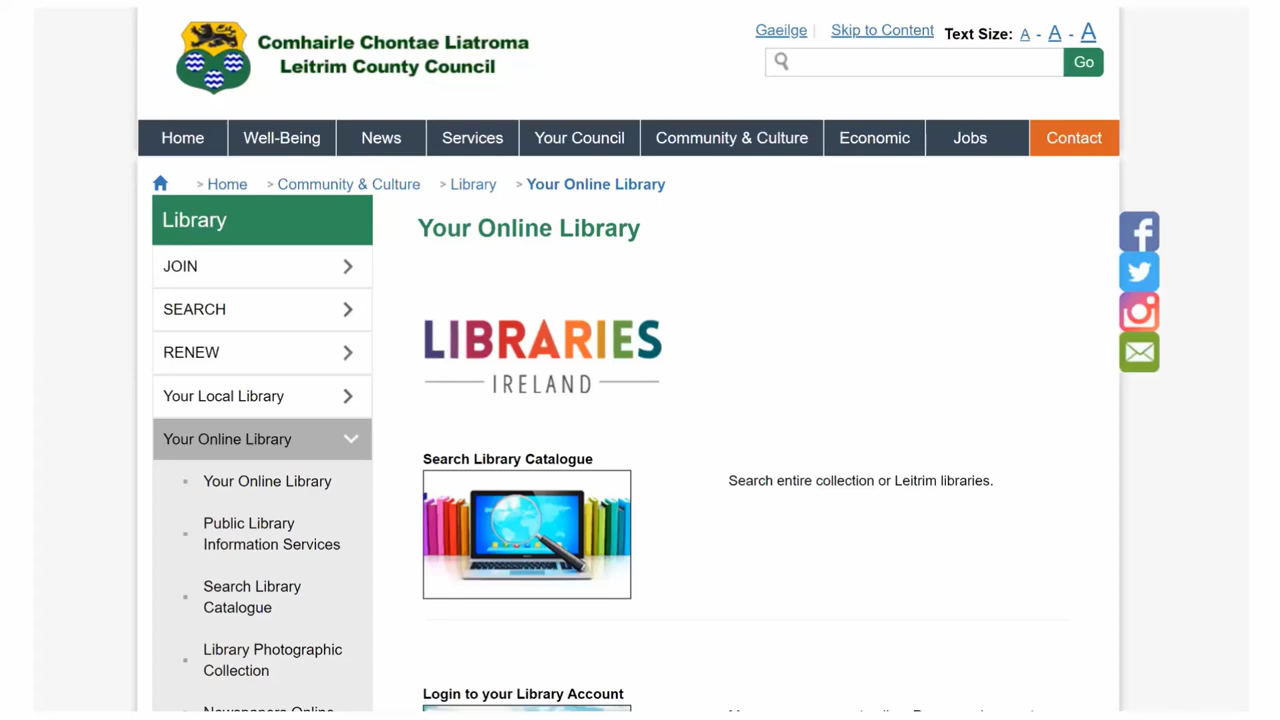 Comhairle Chontae Liatroma
Leitrim County Council
Gaeilge | Skip to Content Text Size: A - A - A
Go
Home Well-Being News Services Your Council Community & Culture Economic Jobs Contact
> Home > Community & Culture > Library > Your Online Library
Library
JOIN
SEARCH
RENEW
Your Local Library
Your Online Library
Your Online Library
Public Library
Information Services
Search Library
Catalogue
Library Photographic
Collection
Newspapers Online
Your Online Library
LIBRARIES
IRELAND
Search Library Catalogue
Search entire collection or Leitrim libraries.
Login to your Library Account